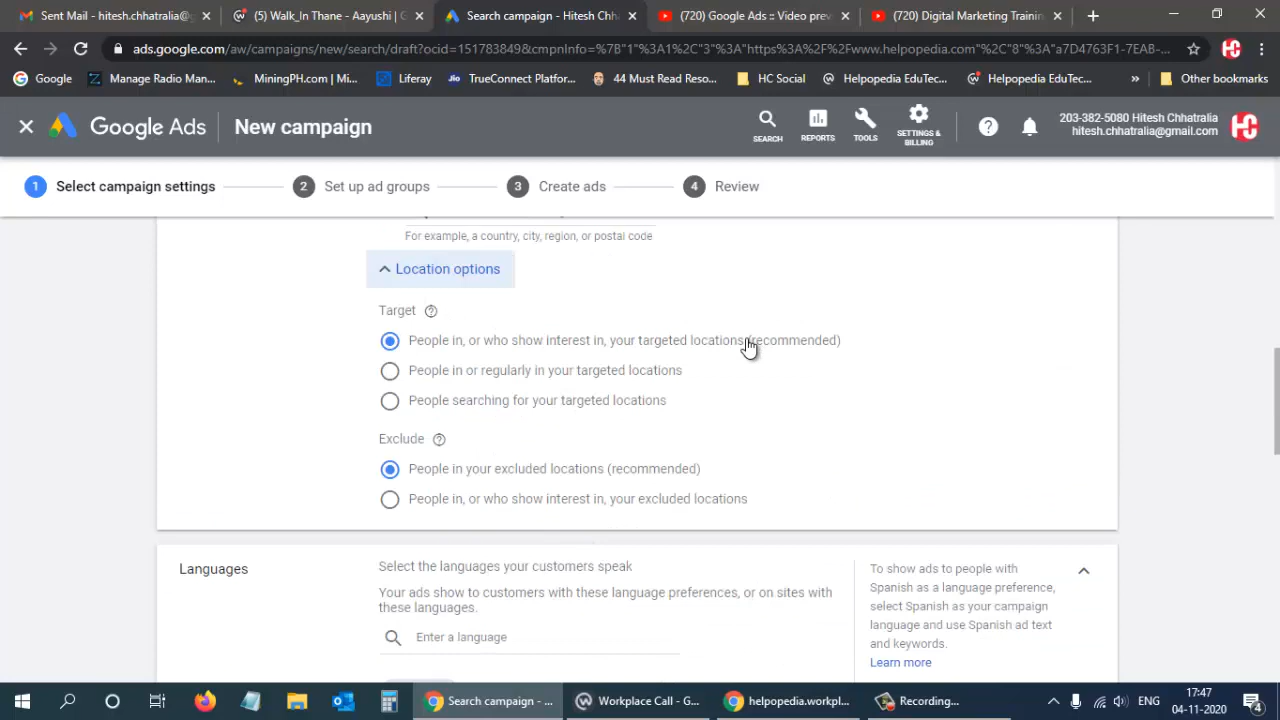 Sent Mail - hitesh.chhatralia@g
(5) Walk_In Thane - Aayushi | G
Search campaign - Hitesh Chha
(720) Google Ads :: Video prev
(720) Digital Marketing Training
ads.google.com/aw/campaigns/new/search/draft?ocid=151783849&cmpnInfo=%7B"1"%3A1%2C"3"%3A"https%3A%2F%2Fwww.helpopedia.com"%2C"8"%3A"a7D4763F1-7EAB-...
Google
Manage Radio Man...
MiningPH.com | Mi...
Liferay
Jio
TrueConnect Platfor...
44 Must Read Reso...
HC Social
Helpopedia EduTec...
Helpopedia EduTec...
»
Other bookmarks
Google Ads
New campaign
SEARCH
REPORTS
TOOLS
SETTINGS &
BILLING
203-382-5080 Hitesh Chhatralia
hitesh.chhatralia@gmail.com
1 Select campaign settings
2 Set up ad groups
3 Create ads
4 Review
For example, a country, city, region, or postal code
Location options
Target
People in, or who show interest in, your targeted locations (recommended)
People in or regularly in your targeted locations
People searching for your targeted locations
Exclude
People in your excluded locations (recommended)
People in, or who show interest in, your excluded locations
Languages
Select the languages your customers speak
Your ads show to customers with these language preferences, or on sites with
these languages.
Enter a language
To show ads to people with
Spanish as a language preference,
select Spanish as your campaign
language and use Spanish ad text
and keywords.
Learn more
Search campaign - ...
Workplace Call - G...
helpopedia.workpl...
Recording...
ENG
17:47
04-11-2020
4